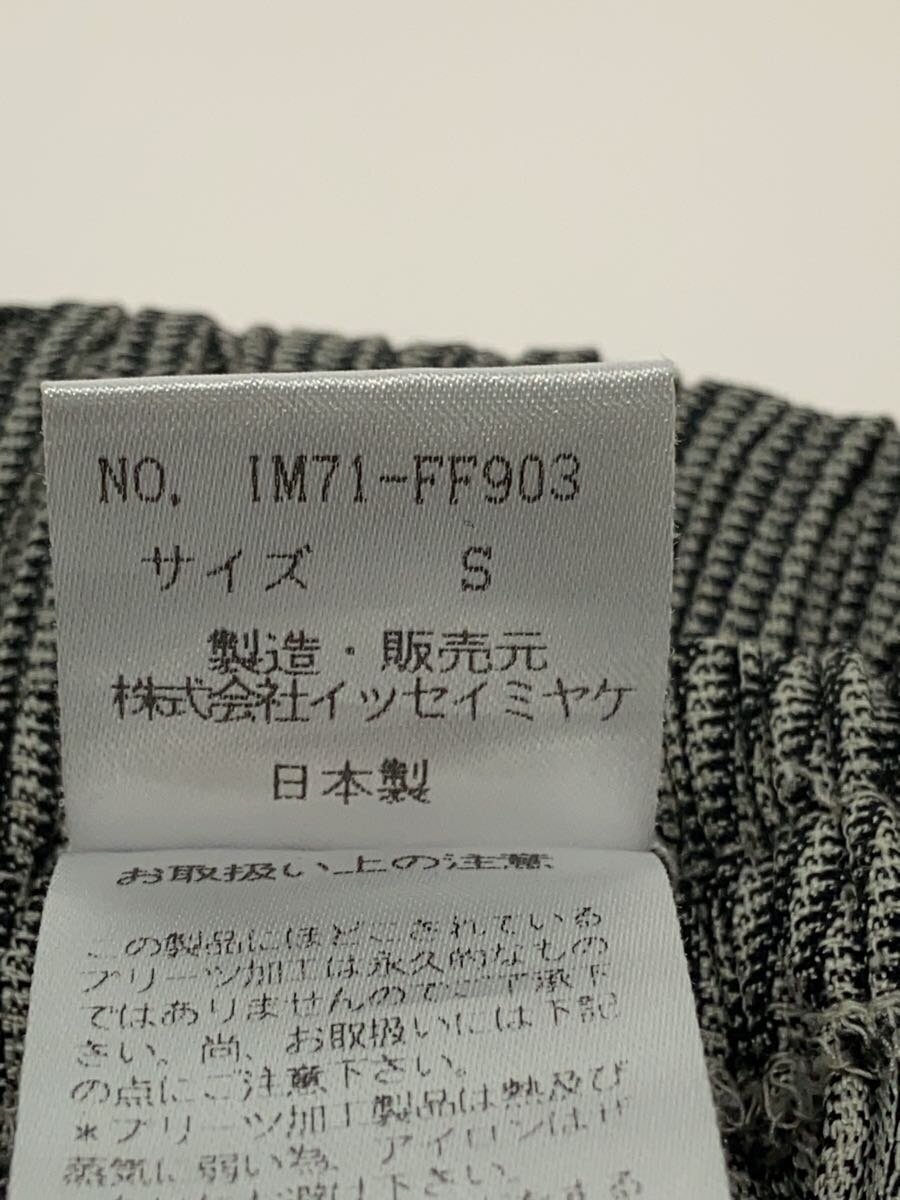 NO. IM71-FF903
サイズ S
製造・販売元
株式会社イッセイミヤケ
日本製
お取扱い上の注意
この製品にほどこされている
プリーツ加工は永久的なもの
ではありませんのでご了承下
さい。尚、お取扱いには下記
の点にご注意下さい。
*プリーツ加工製品は熱及び
蒸気に弱い為、アイロンは